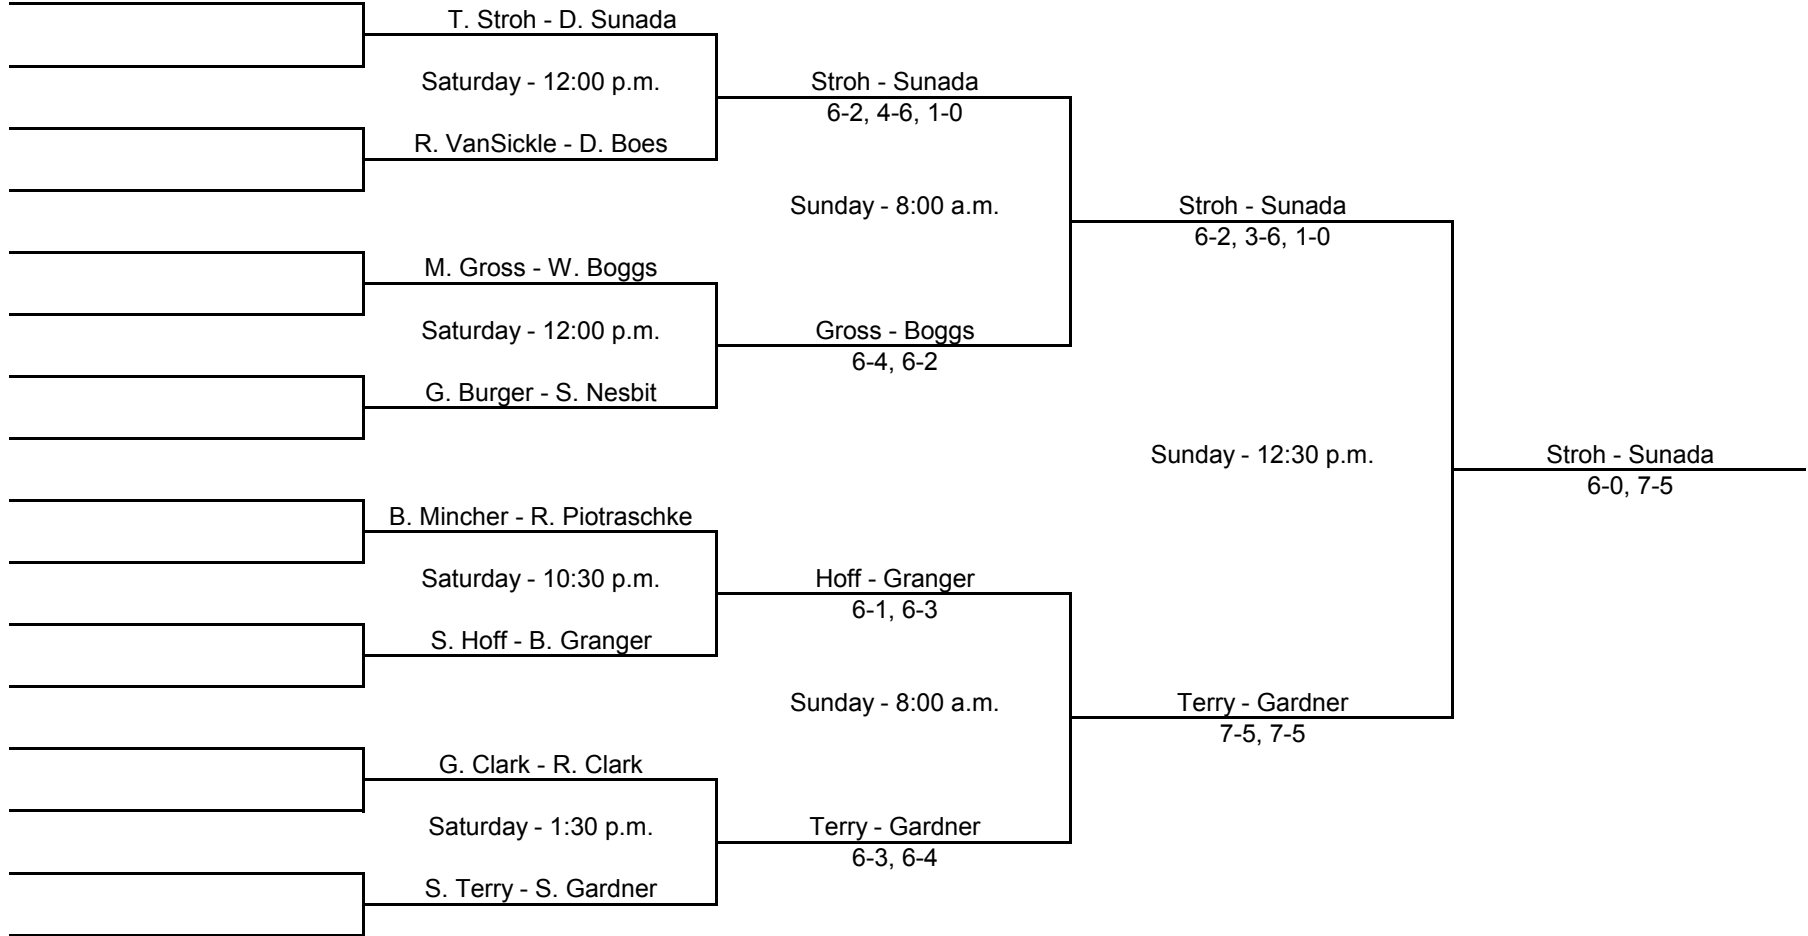 T. Stroh - D. Sunada
Saturday - 12:00 p.m.
Stroh - Sunada
6-2, 4-6, 1-0
R. VanSickle - D. Boes
Sunday - 8:00 a.m.
Stroh - Sunada
6-2, 3-6, 1-0
M. Gross - W. Boggs
Saturday - 12:00 p.m.
Gross - Boggs
6-4, 6-2
G. Burger - S. Nesbit
Sunday - 12:30 p.m.
Stroh - Sunada
6-0, 7-5
B. Mincher - R. Piotraschke
Saturday - 10:30 p.m.
Hoff - Granger
6-1, 6-3
S. Hoff - B. Granger
Sunday - 8:00 a.m.
Terry - Gardner
7-5, 7-5
G. Clark - R. Clark
Saturday - 1:30 p.m.
Terry - Gardner
6-3, 6-4
S. Terry - S. Gardner